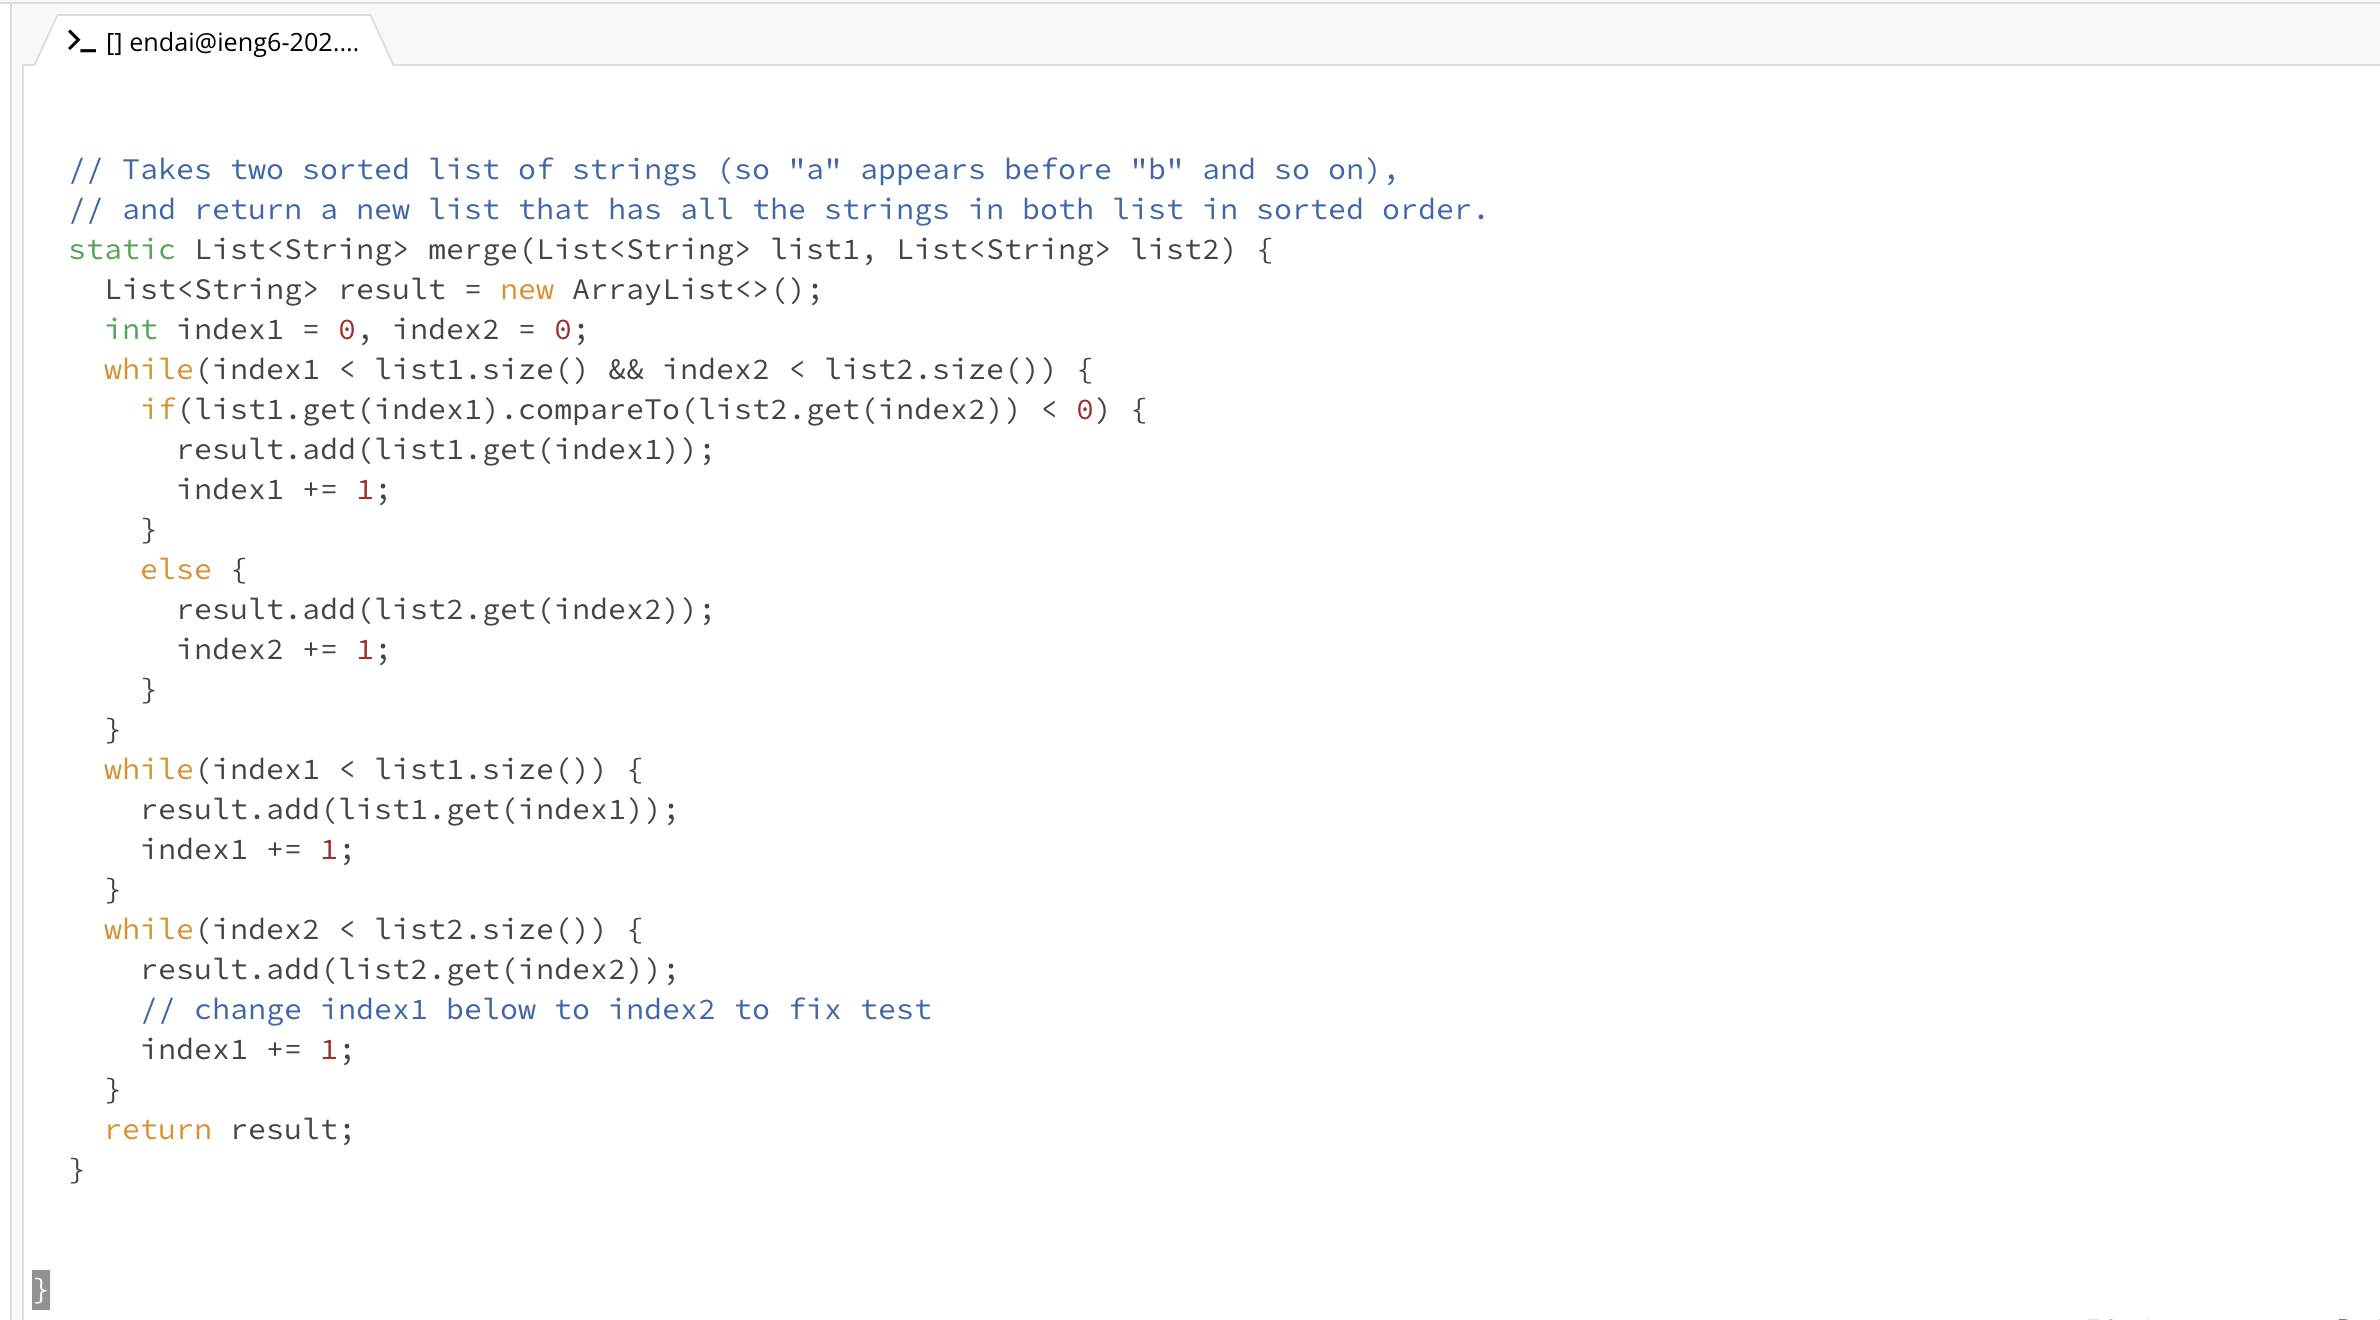 >_ [] endai@ieng6-202....
// Takes two sorted list of strings (so "a" appears before "b" and so on),
// and return a new list that has all the strings in both list in sorted order.
static List<String> merge(List<String> list1, List<String> list2) {
  List<String> result = new ArrayList<>();
  int index1 = 0, index2 = 0;
  while(index1 < list1.size() && index2 < list2.size()) {
    if(list1.get(index1).compareTo(list2.get(index2)) < 0) {
      result.add(list1.get(index1));
      index1 += 1;
    }
    else {
      result.add(list2.get(index2));
      index2 += 1;
    }
  }
  while(index1 < list1.size()) {
    result.add(list1.get(index1));
    index1 += 1;
  }
  while(index2 < list2.size()) {
    result.add(list2.get(index2));
    // change index1 below to index2 to fix test
    index1 += 1;
  }
  return result;
}
}